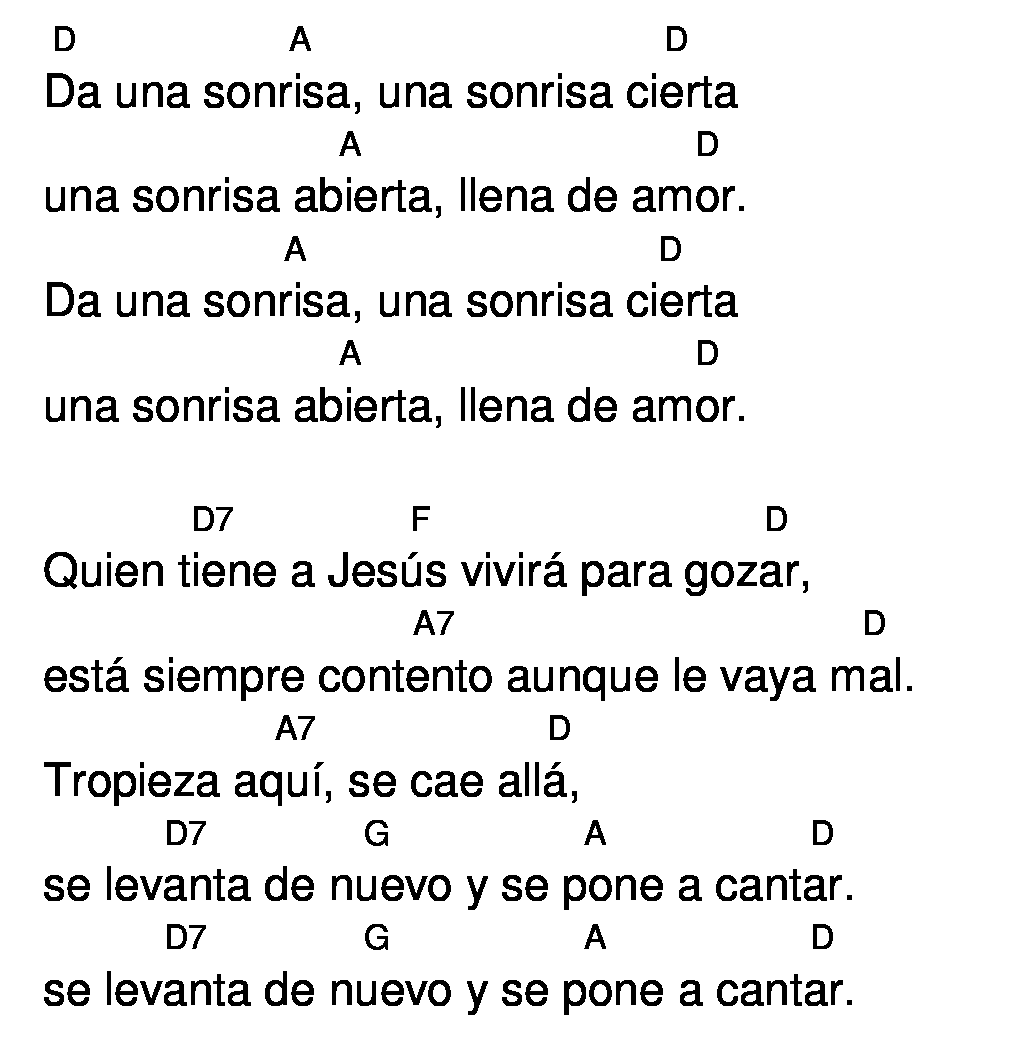 D A D
Da una sonrisa, una sonrisa cierta
A D
una sonrisa abierta, llena de amor.
A D
Da una sonrisa, una sonrisa cierta
A D
una sonrisa abierta, llena de amor.
D7 F D
Quien tiene a Jesús vivirá para gozar,
A7 D
está siempre contento aunque le vaya mal.
A7 D
Tropieza aquí, se cae allá,
D7 G A D
se levanta de nuevo y se pone a cantar.
D7 G A D
se levanta de nuevo y se pone a cantar.